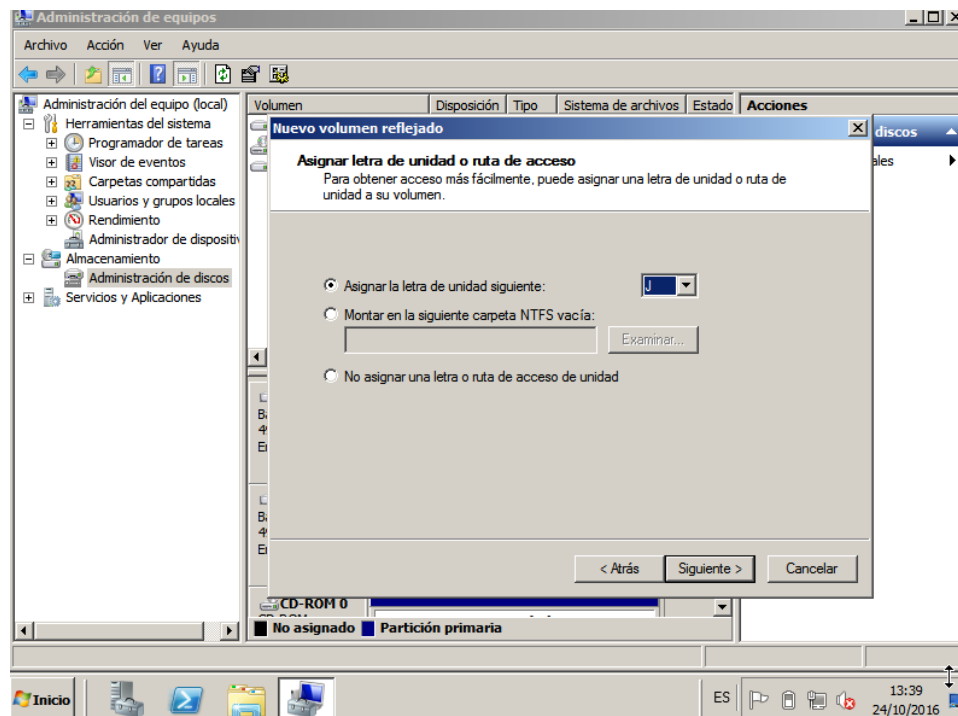 Administración de equipos
Archivo Acción Ver Ayuda
Administración del equipo (local)
Herramientas del sistema
Programador de tareas
Visor de eventos
Carpetas compartidas
Usuarios y grupos locales
Rendimiento
Administrador de dispositiv
Almacenamiento
Administración de discos
Servicios y Aplicaciones
Volumen Disposición Tipo Sistema de archivos Estado
Acciones
discos
ales
Nuevo volumen reflejado
Asignar letra de unidad o ruta de acceso
Para obtener acceso más fácilmente, puede asignar una letra de unidad o ruta de
unidad a su volumen.
Asignar la letra de unidad siguiente: J
Montar en la siguiente carpeta NTFS vacía:
Examinar...
No asignar una letra o ruta de acceso de unidad
< Atrás Siguiente > Cancelar
CD-ROM 0
No asignado Partición primaria
Inicio
ES
13:39
24/10/2016